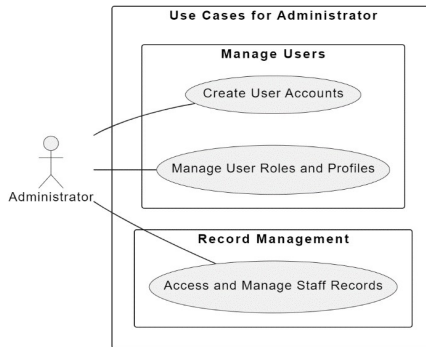 Use Cases for Administrator
Manage Users
Create User Accounts
Manage User Roles and Profiles
Administrator
Record Management
Access and Manage Staff Records